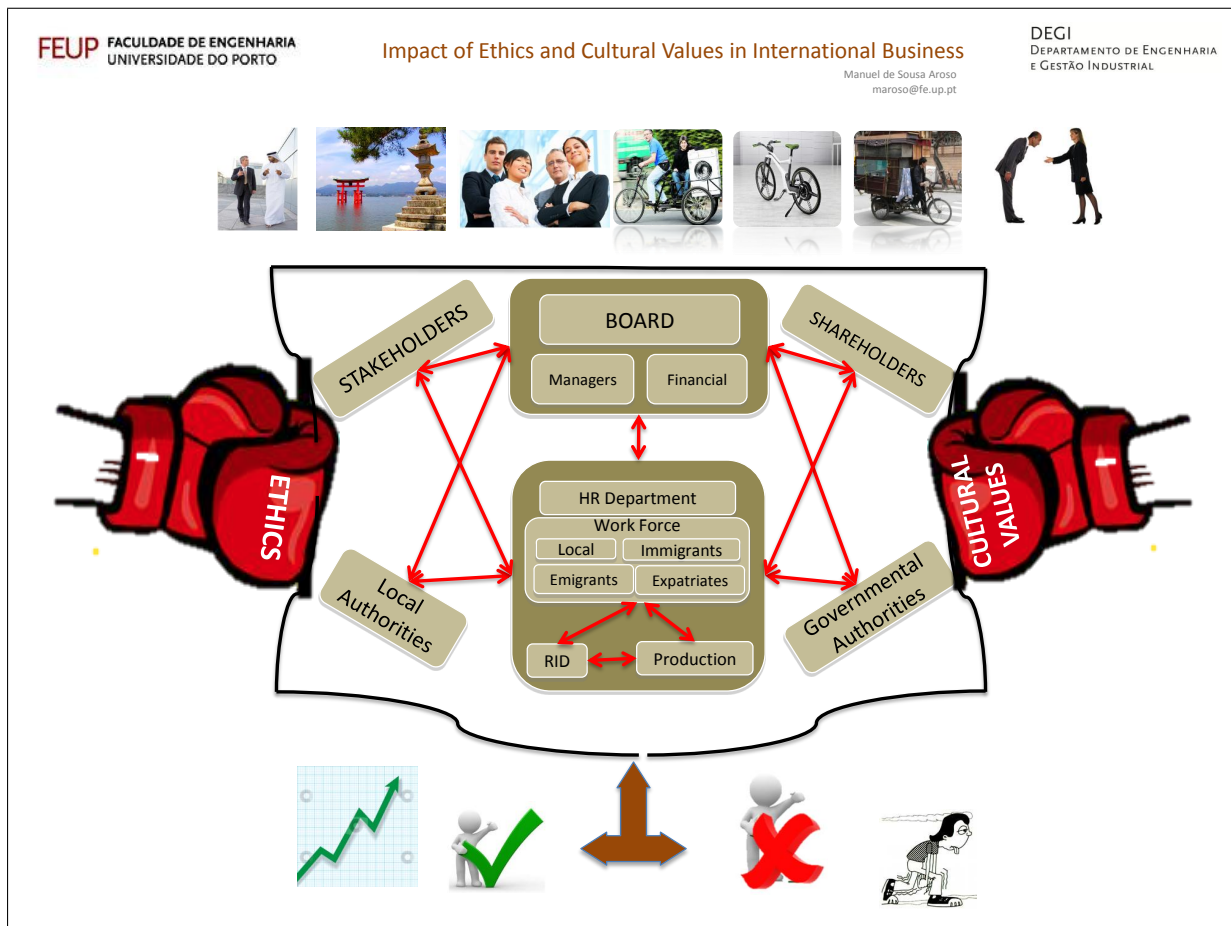 FEUP FACULDADE DE ENGENHARIA
UNIVERSIDADE DO PORTO
Impact of Ethics and Cultural Values in International Business
Manuel de Sousa Aroso
maroso@fe.up.pt
DEGI
DEPARTAMENTO DE ENGENHARIA
E GESTÃO INDUSTRIAL
STAKEHOLDERS
BOARD
Managers
Financial
SHAREHOLDERS
ETHICS
CULTURAL
VALUES
HR Department
Work Force
Local
Immigrants
Emigrants
Expatriates
RID
Production
Local
Authorities
Governmental
Authorities